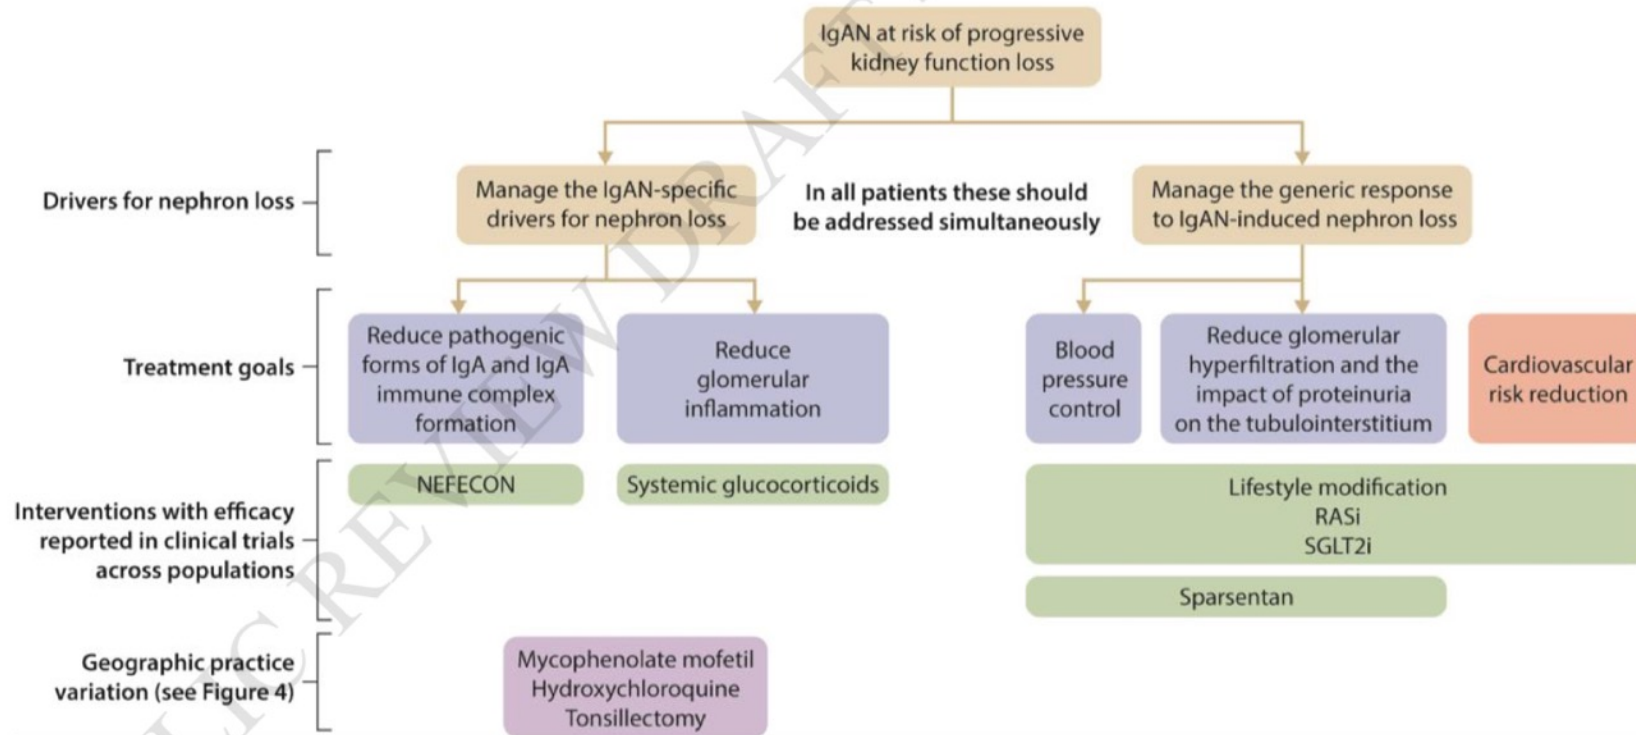 IgAN at risk of progressive
kidney function loss
Drivers for nephron loss
Manage the IgAN-specific
drivers for nephron loss
In all patients these should
be addressed simultaneously
Manage the generic response
to IgAN-induced nephron loss
Treatment goals
Reduce pathogenic
forms of IgA and IgA
immune complex
formation
Reduce
glomerular
inflammation
Blood
pressure
control
Reduce glomerular
hyperfiltration and the
impact of proteinuria
on the tubulointerstitium
Cardiovascular
risk reduction
Interventions with efficacy
reported in clinical trials
across populations
NEFECON
Systemic glucocorticoids
Lifestyle modification
RASi
SGLT2i
Sparsentan
Geographic practice
variation (see Figure 4)
Mycophenolate mofetil
Hydroxychloroquine
Tonsillectomy
LIC REVIEW DRAFT